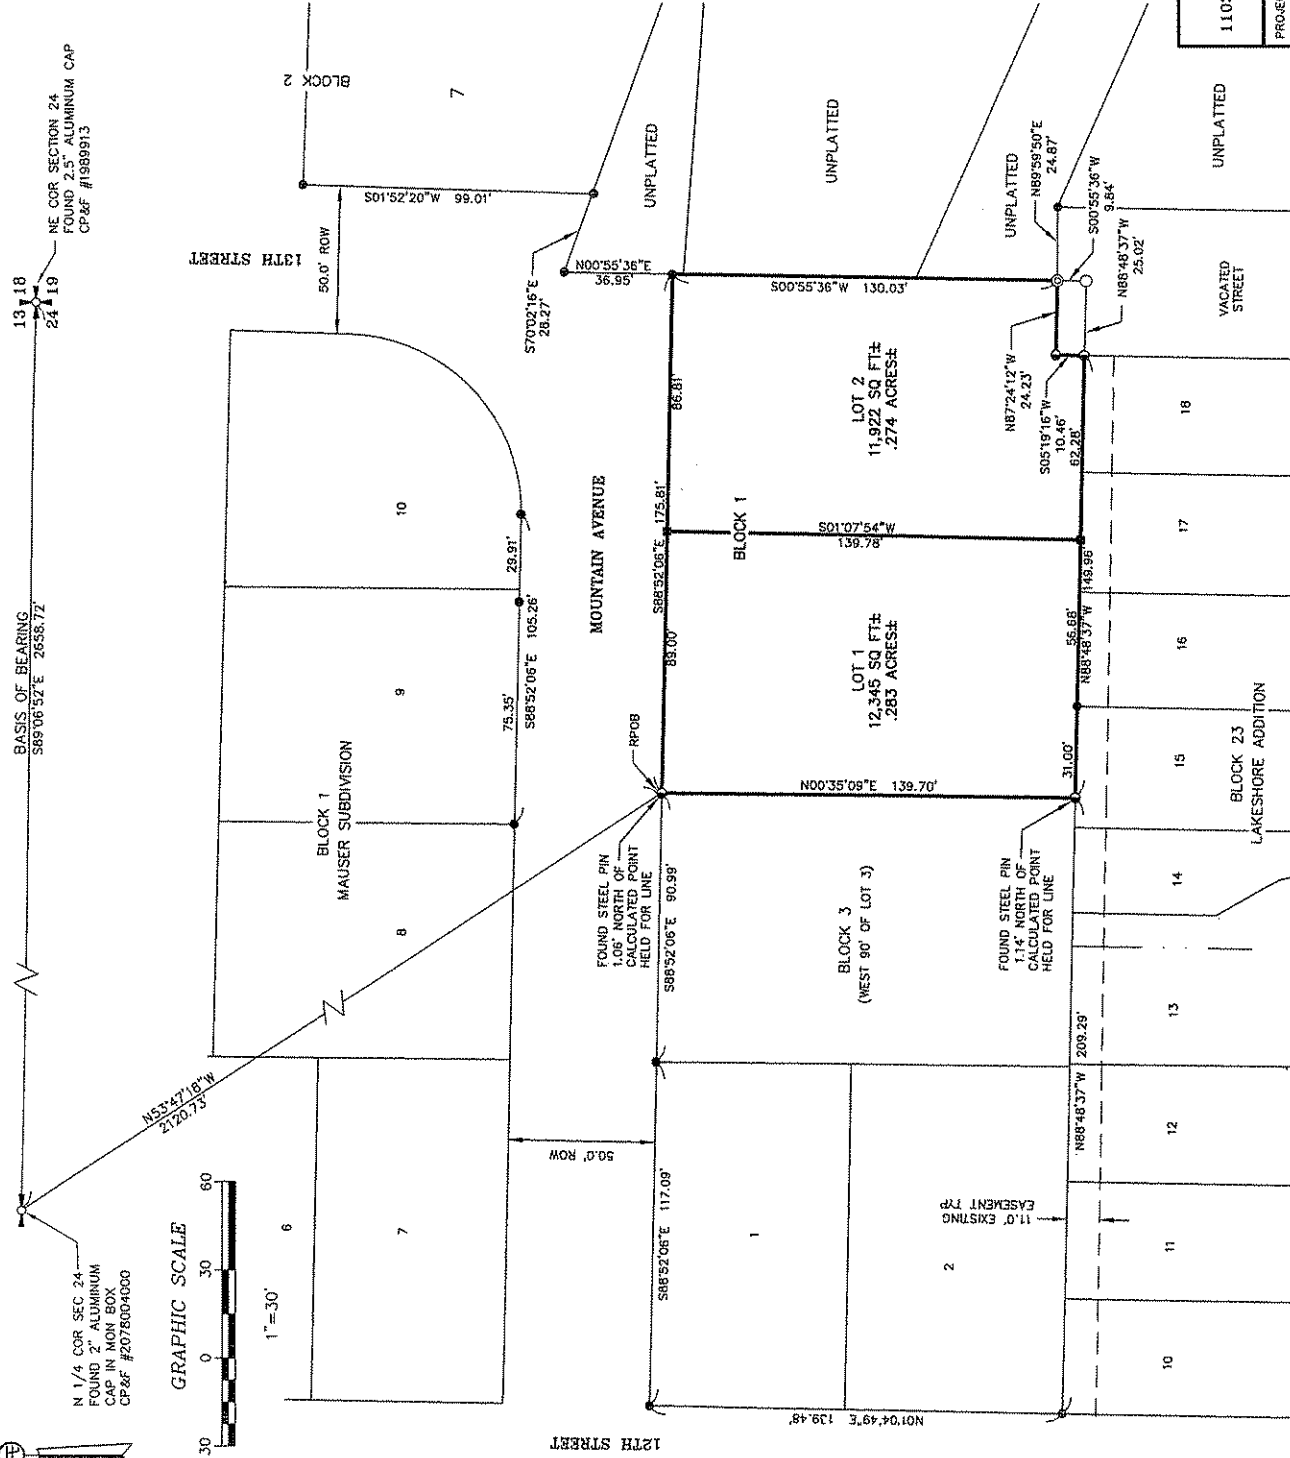 13 18
24 19
NE COR SECTION 24
FOUND 2.5" ALUMINUM CAP
CP&F #1989913
BASIS OF BEARING
S89°06'52"E 2658.72'
N 1/4 COR SEC 24
FOUND 2" ALUMINUM
CAP IN MON BOX
CP&F #2078004000
GRAPHIC SCALE
30 0 30 60
1"=30'
N53°47'18"W
2120.73'
BLOCK 1
MAUSER SUBDIVISION
6
7
8
9
10
75.35'
29.91'
S88°52'06"E 105.26'
13TH STREET
50.0' ROW
BLOCK 2
7
S01°52'20"W 99.01'
S70°02'16"E
28.27'
N00°55'36"E
36.95'
UNPLATTED
UNPLATTED
UNPLATTED
UNPLATTED
MOUNTAIN AVENUE
50.0' ROW
12TH STREET
S88°52'06"E 117.09'
S88°52'06"E 90.99'
RPOB
FOUND STEEL PIN
1.06' NORTH OF
CALCULATED POINT
HELD FOR LINE
S88°52'06"E 175.81'
89.00'
86.81'
BLOCK 1
LOT 1
12,345 SQ FT±
.283 ACRES±
LOT 2
11,922 SQ FT±
.274 ACRES±
N00°35'09"E 139.70'
S01°07'54"W
139.78'
S00°55'36"W 130.03'
N89°59'50"E
24.87'
S00°55'36"W
9.84'
N88°48'37"W
25.02'
N87°24'12"W
24.23'
S05°19'16"W
10.46'
62.28'
149.96'
56.68'
N88°48'37"W
31.00'
BLOCK 3
(WEST 90' OF LOT 3)
FOUND STEEL PIN
1.14' NORTH OF
CALCULATED POINT
HELD FOR LINE
1
2
N01°04'49"E 139.48'
N88°48'37"W 209.29'
11.0' EXISTING
EASEMENT TYP
10
11
12
13
14
15
16
17
18
BLOCK 23
LAKESHORE ADDITION
VACATED
STREET